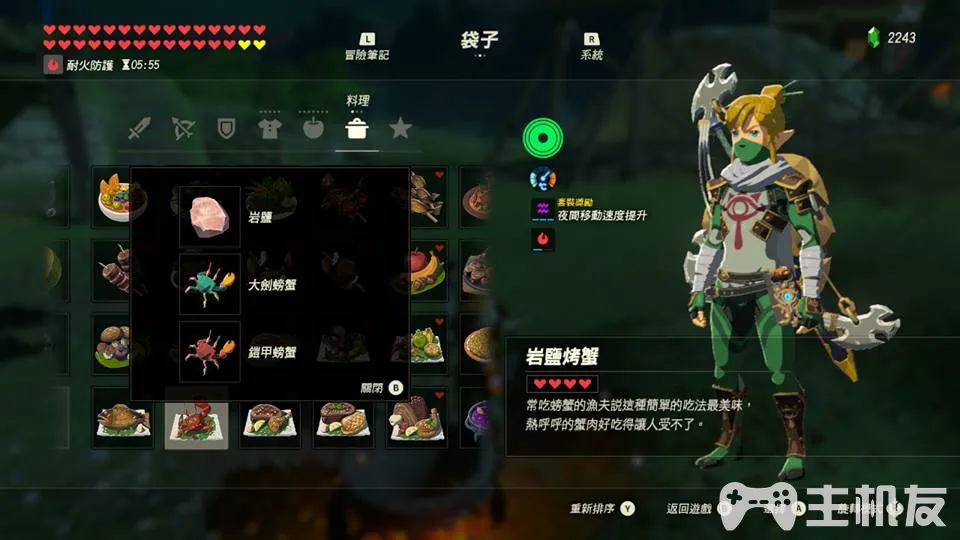 L
冒險筆記
袋子
R
系統
2243
耐火防護 05:55
料理
岩鹽
大劍螃蟹
鎧甲螃蟹
關閉 B
套裝獎勵
夜間移動速度提升
岩鹽烤蟹
常吃螃蟹的漁夫說這種簡單的吃法最美味，
熱呼呼的蟹肉好吃得讓人受不了。
重新排序 Y
返回遊戲
主机友